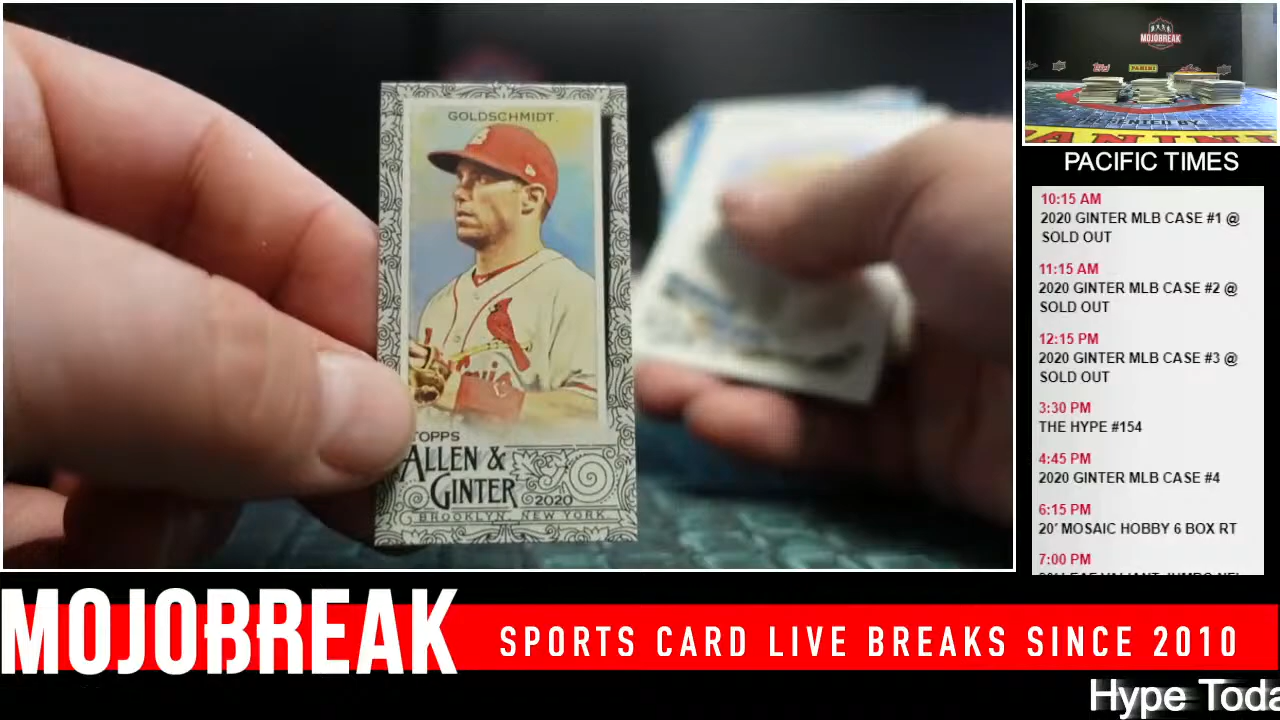 GOLDSCHMIDT.
TOPPS
ALLEN &
GINTER
2020
BROOKLYN, NEW YORK
MOJOBREAK
PACIFIC TIMES
10:15 AM
2020 GINTER MLB CASE #1 @
SOLD OUT
11:15 AM
2020 GINTER MLB CASE #2 @
SOLD OUT
12:15 PM
2020 GINTER MLB CASE #3 @
SOLD OUT
3:30 PM
THE HYPE #154
4:45 PM
2020 GINTER MLB CASE #4
6:15 PM
20' MOSAIC HOBBY 6 BOX RT
7:00 PM
MOJOBREAK
SPORTS CARD LIVE BREAKS SINCE 2010
Hype Toda